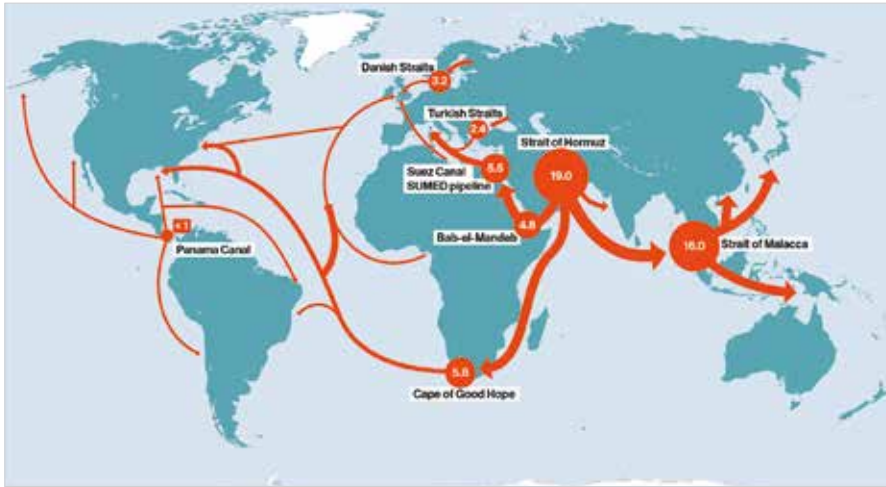 Danish Straits
3.2
Turkish Straits
2.4
Strait of Hormuz
19.0
Suez Canal
SUMED pipeline
5.5
4.8
Bab-el-Mandeb
16.0
Strait of Malacca
Panama Canal
5.8
Cape of Good Hope